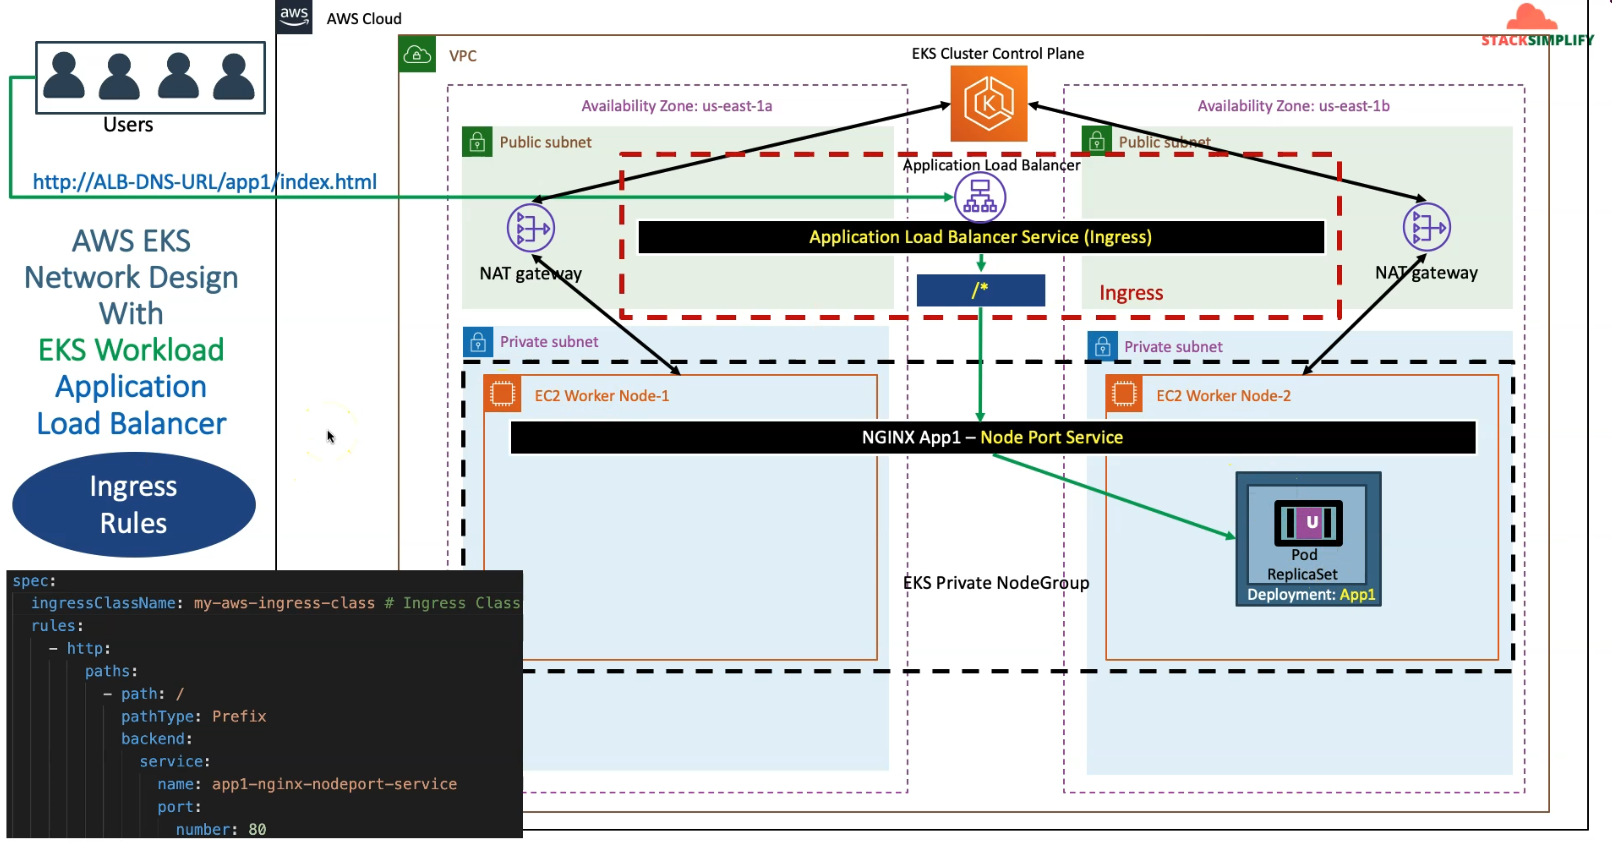 aws
AWS Cloud
STACKSIMPLIFY
Users
http://ALB-DNS-URL/app1/index.html
AWS EKS
Network Design
With
EKS Workload
Application
Load Balancer
Ingress
Rules
VPC
EKS Cluster Control Plane
K
Availability Zone: us-east-1a
Availability Zone: us-east-1b
Public subnet
Public subnet
Application Load Balancer
Application Load Balancer Service (Ingress)
NAT gateway
NAT gateway
/*
Ingress
Private subnet
Private subnet
EC2 Worker Node-1
EC2 Worker Node-2
NGINX App1 – Node Port Service
U
Pod
ReplicaSet
Deployment: App1
EKS Private NodeGroup
spec:
ingressClassName: my-aws-ingress-class # Ingress Class
rules:
- http:
paths:
- path: /
pathType: Prefix
backend:
service:
name: app1-nginx-nodeport-service
port:
number: 80